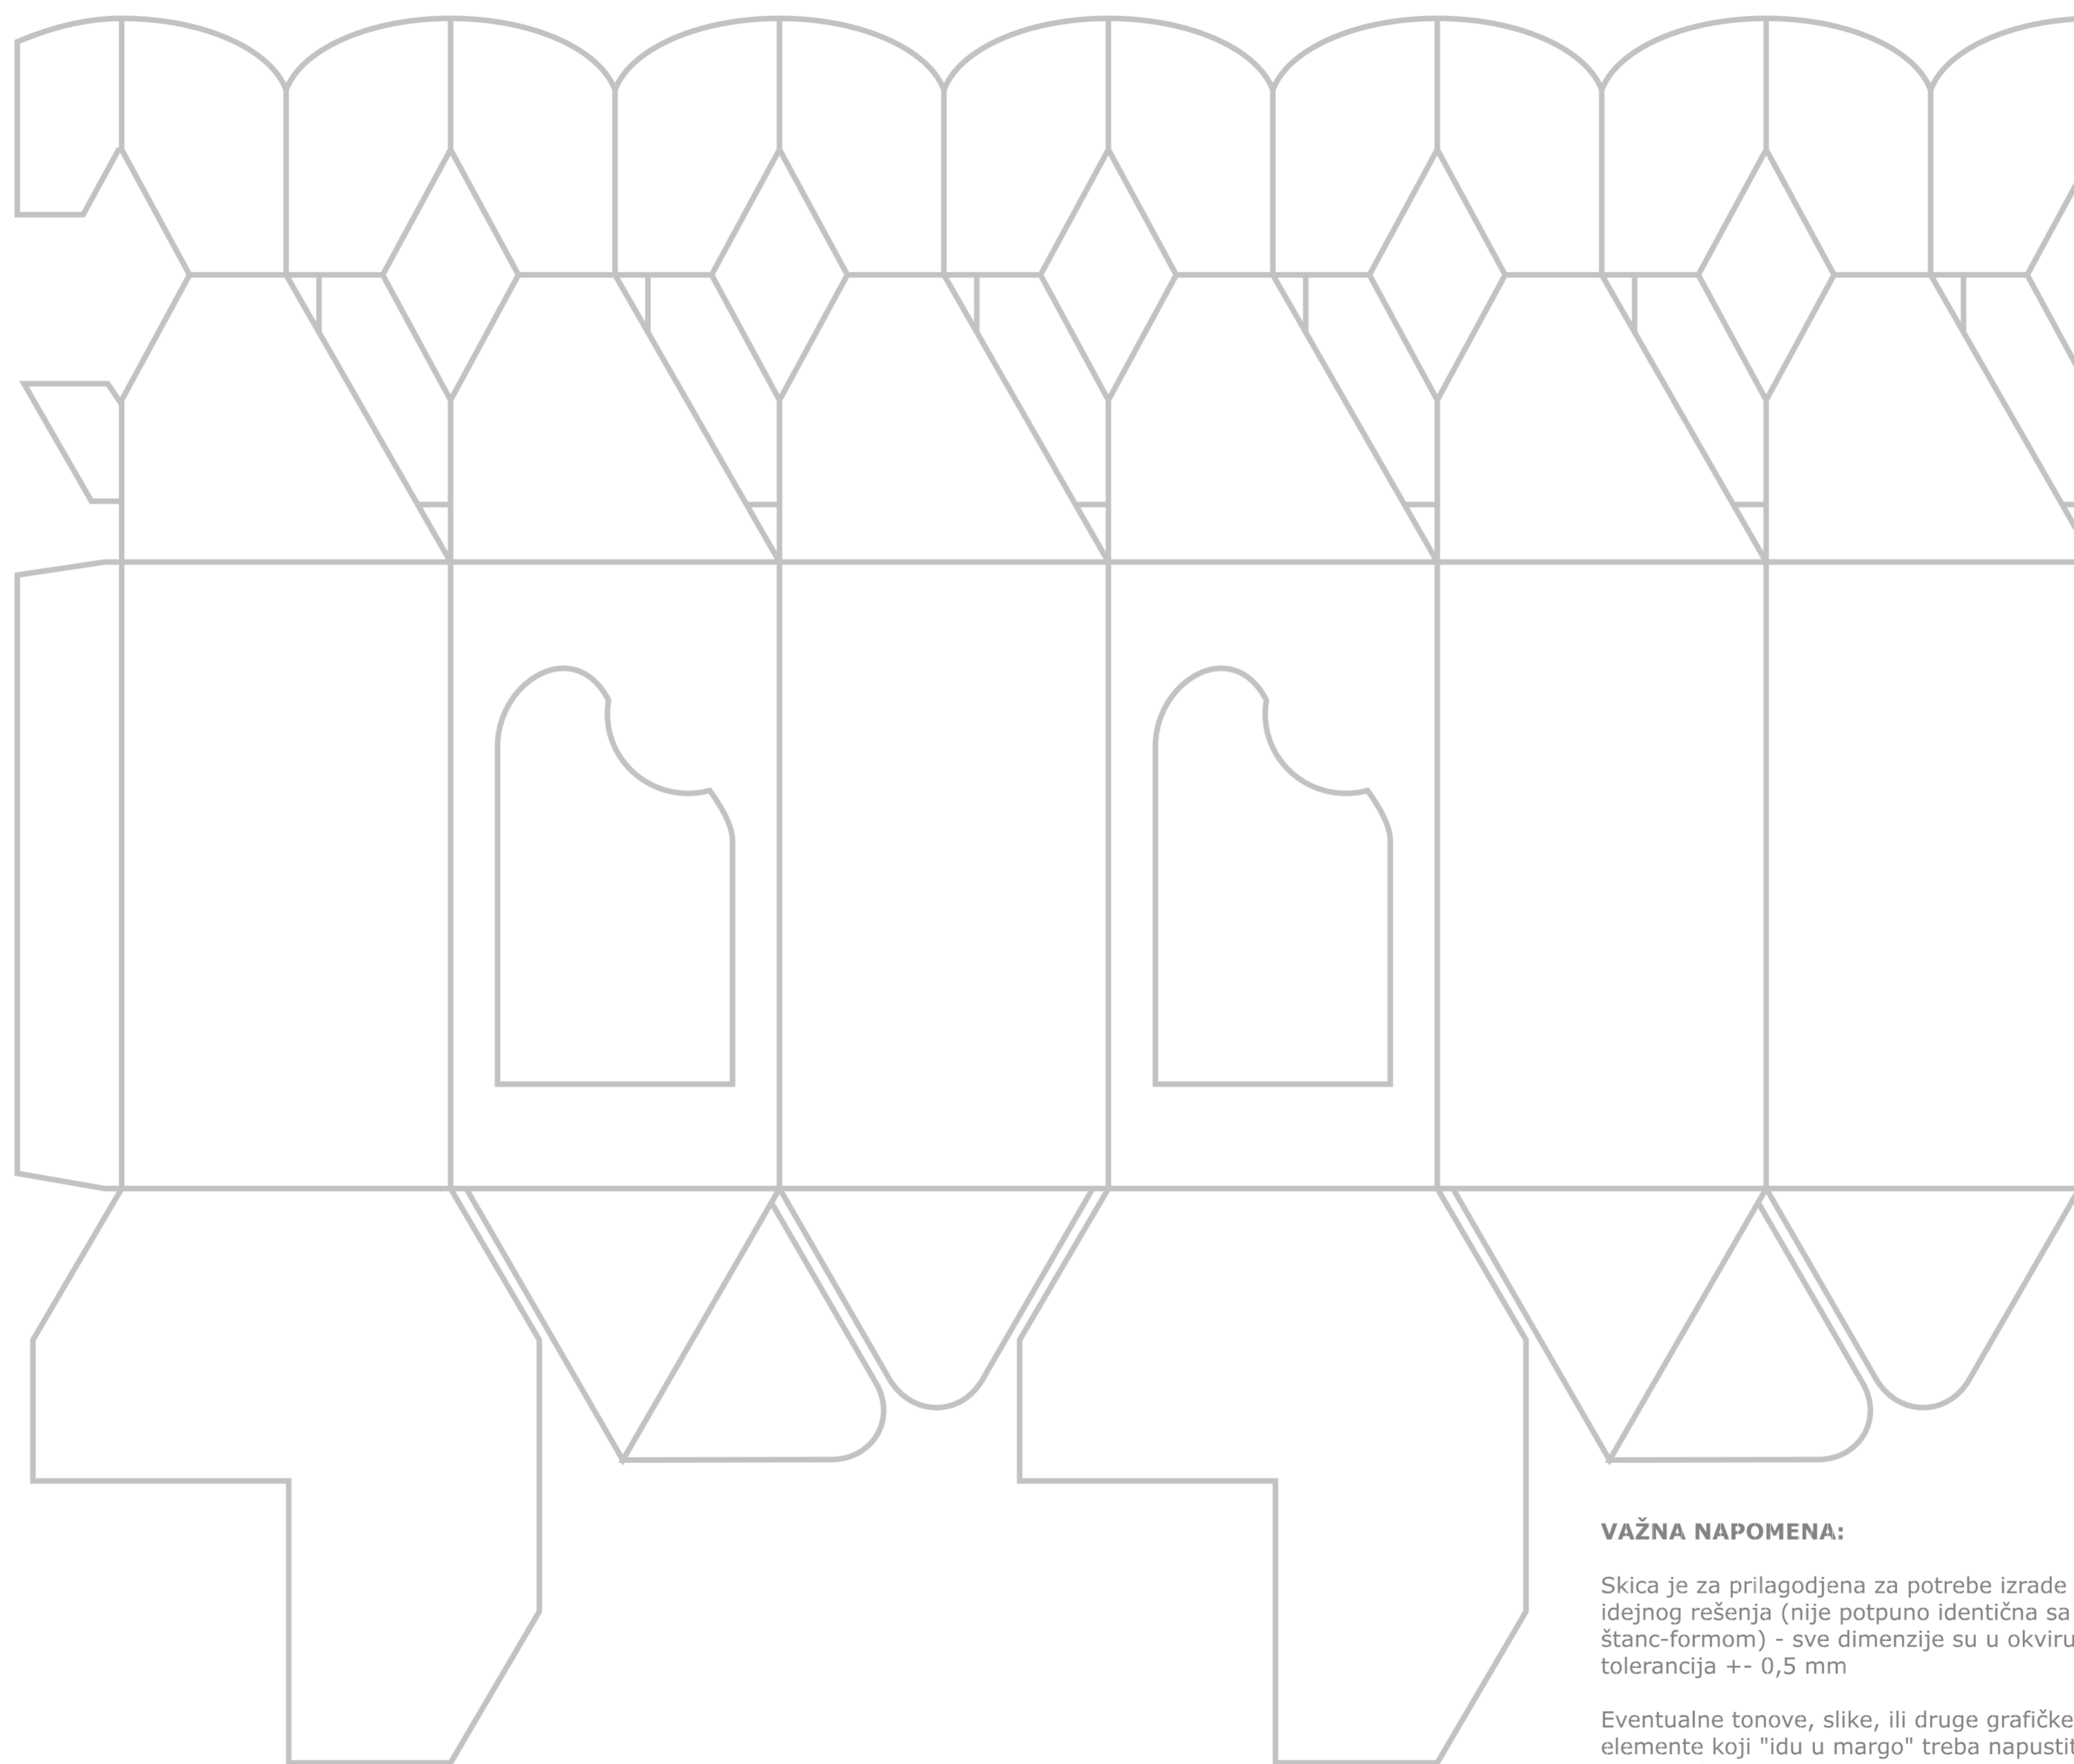 VAŽNA NAPOMENA:
Skica je za prilagodjena za potrebe izrade
idejnog rešenja (nije potpuno identična sa
štanc-formom) - sve dimenzije su u okviru
tolerancija +- 0,5 mm
Eventualne tonove, slike, ili druge grafičke
elemente koji "idu u margo" treba napustit